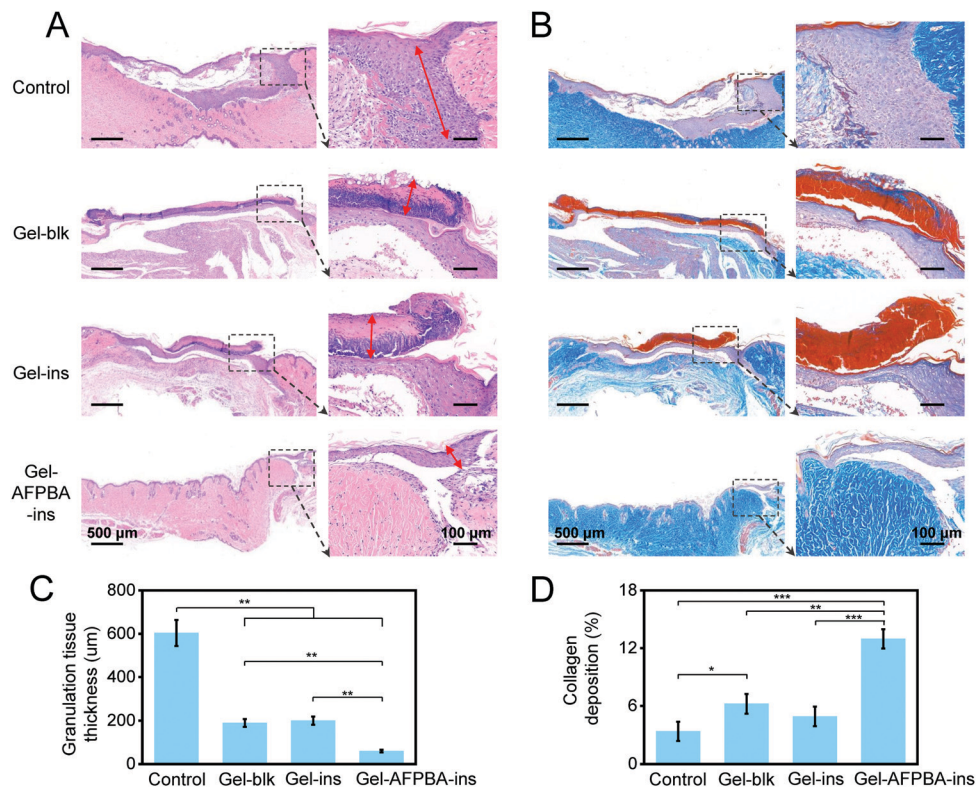 A
B
Control
Gel-blk
Gel-ins
Gel-
AFPBA
-ins
500 µm
100 µm
500 µm
100 µm
C
D
800
600
400
200
0
Granulation tissue
thickness (um)
**
**
**
Control
Gel-blk
Gel-ins
Gel-AFPBA-ins
18
12
6
0
Collagen
deposition (%)
***
**
***
*
Control
Gel-blk
Gel-ins
Gel-AFPBA-ins